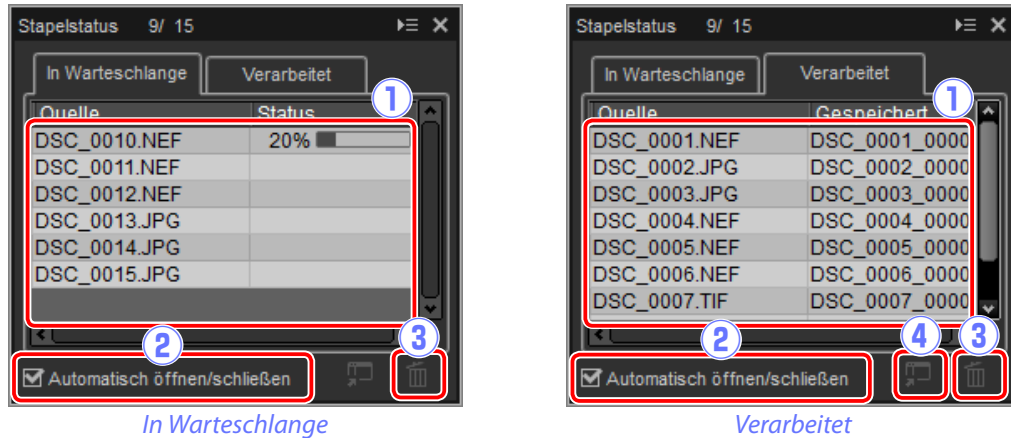 Stapelstatus 9/ 15
In Warteschlange Verarbeitet
1
Quelle Status
DSC_0010.NEF 20%
DSC_0011.NEF
DSC_0012.NEF
DSC_0013.JPG
DSC_0014.JPG
DSC_0015.JPG
2 3
Automatisch öffnen/schließen
In Warteschlange
Stapelstatus 9/ 15
In Warteschlange Verarbeitet
1
Quelle Gespeichert
DSC_0001.NEF DSC_0001_0000
DSC_0002.JPG DSC_0002_0000
DSC_0003.JPG DSC_0003_0000
DSC_0004.NEF DSC_0004_0000
DSC_0005.NEF DSC_0005_0000
DSC_0006.NEF DSC_0006_0000
DSC_0007.TIF DSC_0007_0000
2 4 3
Automatisch öffnen/schließen
Verarbeitet